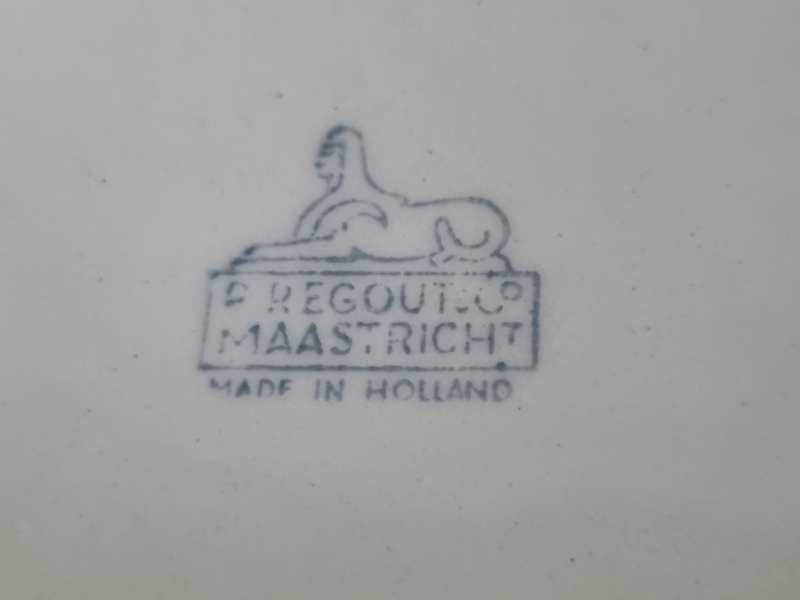 P. REGOUT & Cº
MAASTRICHT
MADE IN HOLLAND